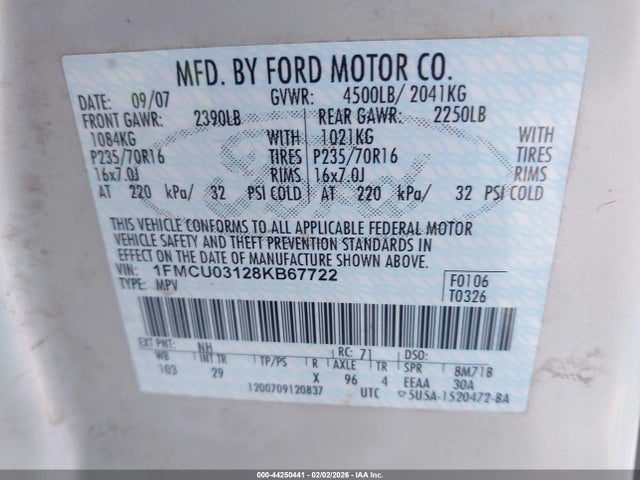 MFD. BY FORD MOTOR CO.
DATE: 09/07 GVWR: 4500LB/ 2041KG
FRONT GAWR: 2390LB REAR GAWR: 2250LB
1084KG WITH 1021KG WITH
P235/70R16 TIRES P235/70R16 TIRES
16x7.0J RIMS 16x7.0J RIMS
AT 220 kPa/ 32 PSI COLD AT 220 kPa/ 32 PSI COLD
THIS VEHICLE CONFORMS TO ALL APPLICABLE FEDERAL MOTOR
VEHICLE SAFETY AND THEFT PREVENTION STANDARDS IN
EFFECT ON THE DATE OF MANUFACTURE SHOWN ABOVE.
VIN: 1FMCU03128KB67722 F0106
TYPE: MPV T0326
EXT PNT: NH RC: 71 DSO:
WB INT TR TP/PS R AXLE TR SPR 8M71B
103 29 X 96 4 EEAA 30A
1200709120837 UTC 5U5A-1520472-BA
Ford
000-44250441 - 02/02/2026 - IAA Inc.